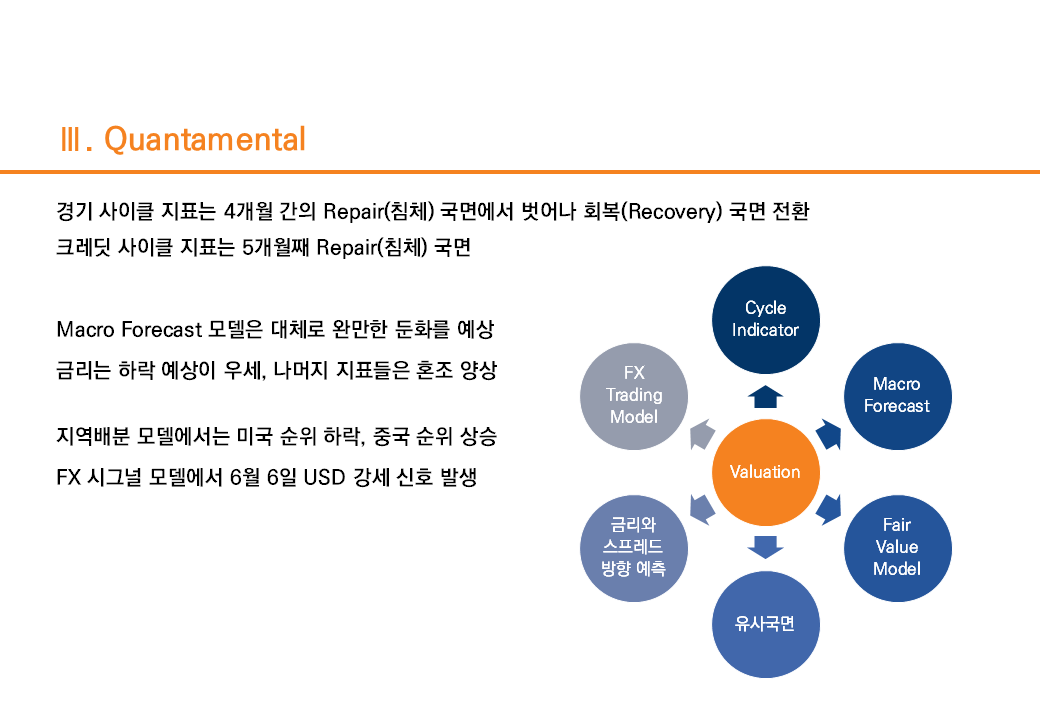 Ⅲ. Quantamental
경기 사이클 지표는 4개월 간의 Repair(침체) 국면에서 벗어나 회복(Recovery) 국면 전환
크레딧 사이클 지표는 5개월째 Repair(침체) 국면
Macro Forecast 모델은 대체로 완만한 둔화를 예상
금리는 하락 예상이 우세, 나머지 지표들은 혼조 양상
지역배분 모델에서는 미국 순위 하락, 중국 순위 상승
FX 시그널 모델에서 6월 6일 USD 강세 신호 발생
Cycle
Indicator
Macro
Forecast
Fair
Value
Model
유사국면
금리와
스프레드
방향 예측
FX
Trading
Model
Valuation